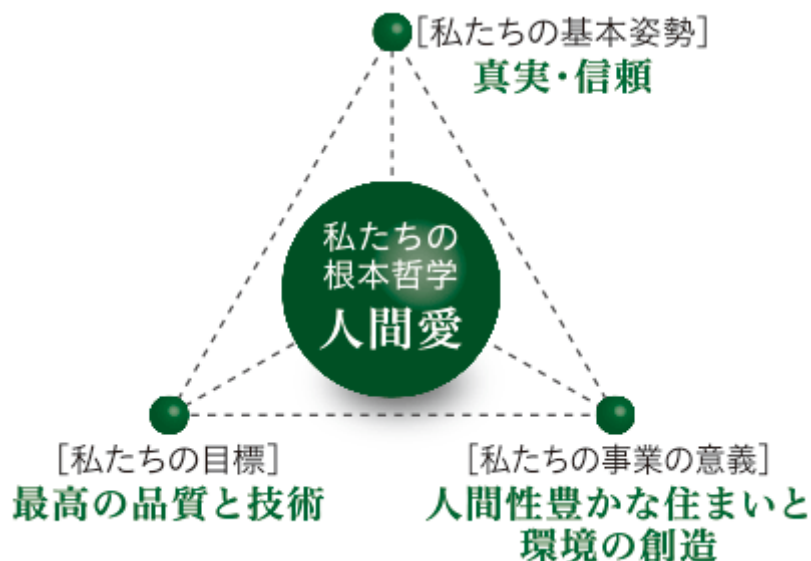 [私たちの基本姿勢]
真実・信頼
私たちの
根本哲学
人間愛
[私たちの目標]
最高の品質と技術
[私たちの事業の意義]
人間性豊かな住まいと
環境の創造